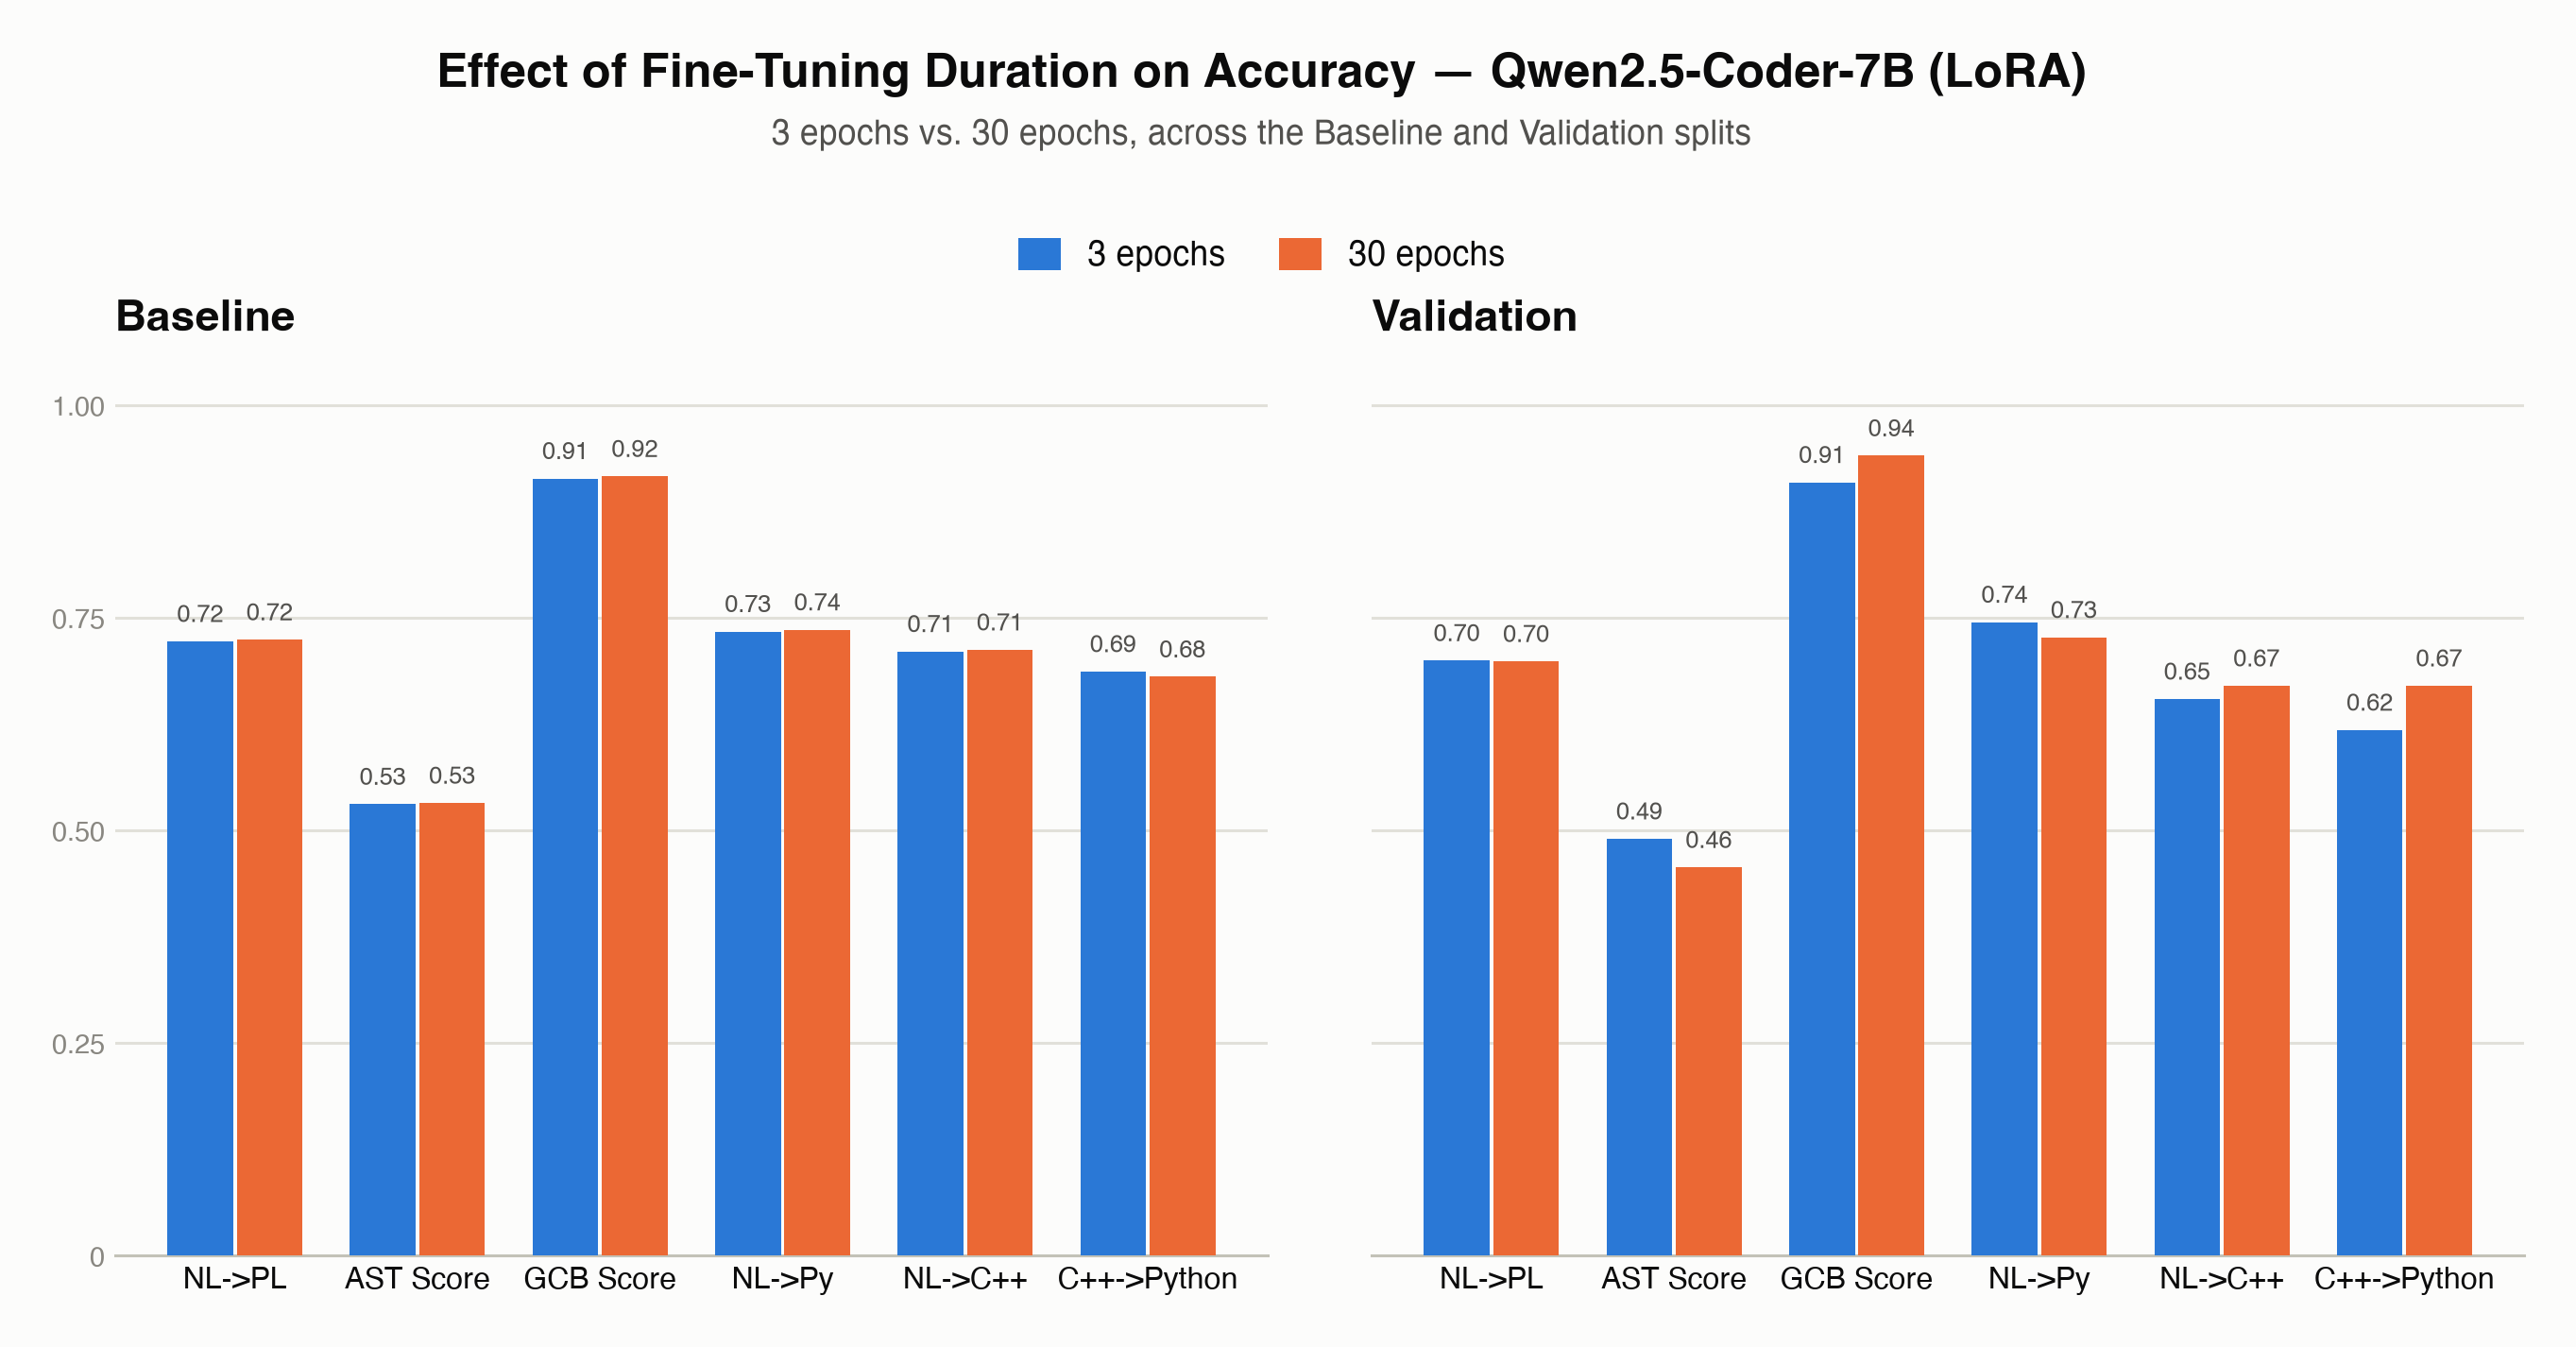 Effect of Fine-Tuning Duration on Accuracy — Qwen2.5-Coder-7B (LoRA)
3 epochs vs. 30 epochs, across the Baseline and Validation splits
3 epochs
30 epochs
Baseline
1.00
0.75
0.50
0.25
0
0.72
0.72
0.53
0.53
0.91
0.92
0.73
0.74
0.71
0.71
0.69
0.68
NL->PL
AST Score
GCB Score
NL->Py
NL->C++
C++->Python
Validation
0.70
0.70
0.49
0.46
0.91
0.94
0.74
0.73
0.65
0.67
0.62
0.67
NL->PL
AST Score
GCB Score
NL->Py
NL->C++
C++->Python